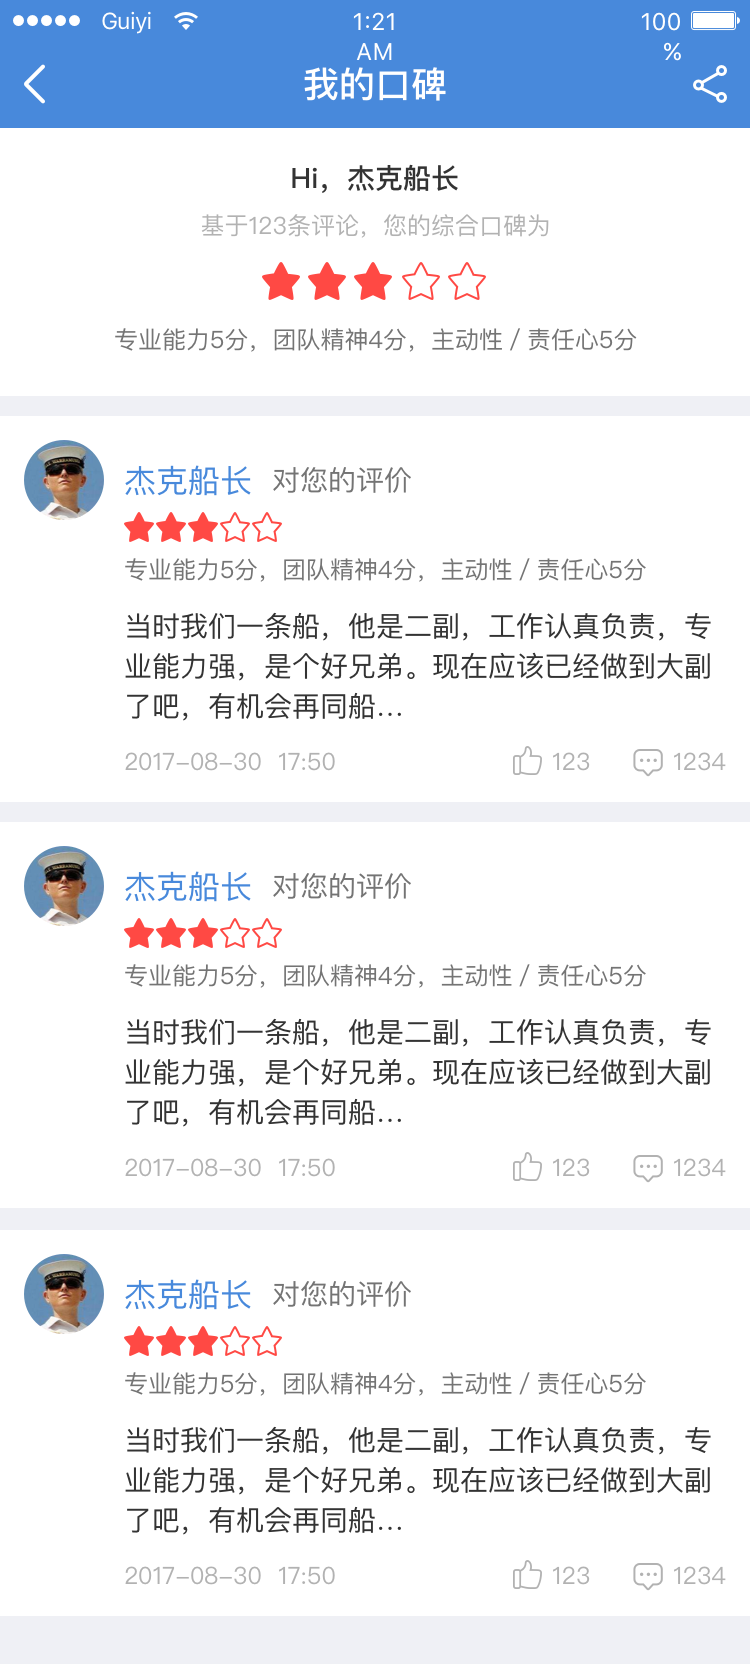 Guiyi 1:21 AM 100%
我的口碑
Hi，杰克船长
基于123条评论，您的综合口碑为
专业能力5分，团队精神4分，主动性 / 责任心5分
杰克船长 对您的评价
专业能力5分，团队精神4分，主动性 / 责任心5分
当时我们一条船，他是二副，工作认真负责，专
业能力强，是个好兄弟。现在应该已经做到大副
了吧，有机会再同船...
2017-08-30 17:50 123 1234
杰克船长 对您的评价
专业能力5分，团队精神4分，主动性 / 责任心5分
当时我们一条船，他是二副，工作认真负责，专
业能力强，是个好兄弟。现在应该已经做到大副
了吧，有机会再同船...
2017-08-30 17:50 123 1234
杰克船长 对您的评价
专业能力5分，团队精神4分，主动性 / 责任心5分
当时我们一条船，他是二副，工作认真负责，专
业能力强，是个好兄弟。现在应该已经做到大副
了吧，有机会再同船...
2017-08-30 17:50 123 1234